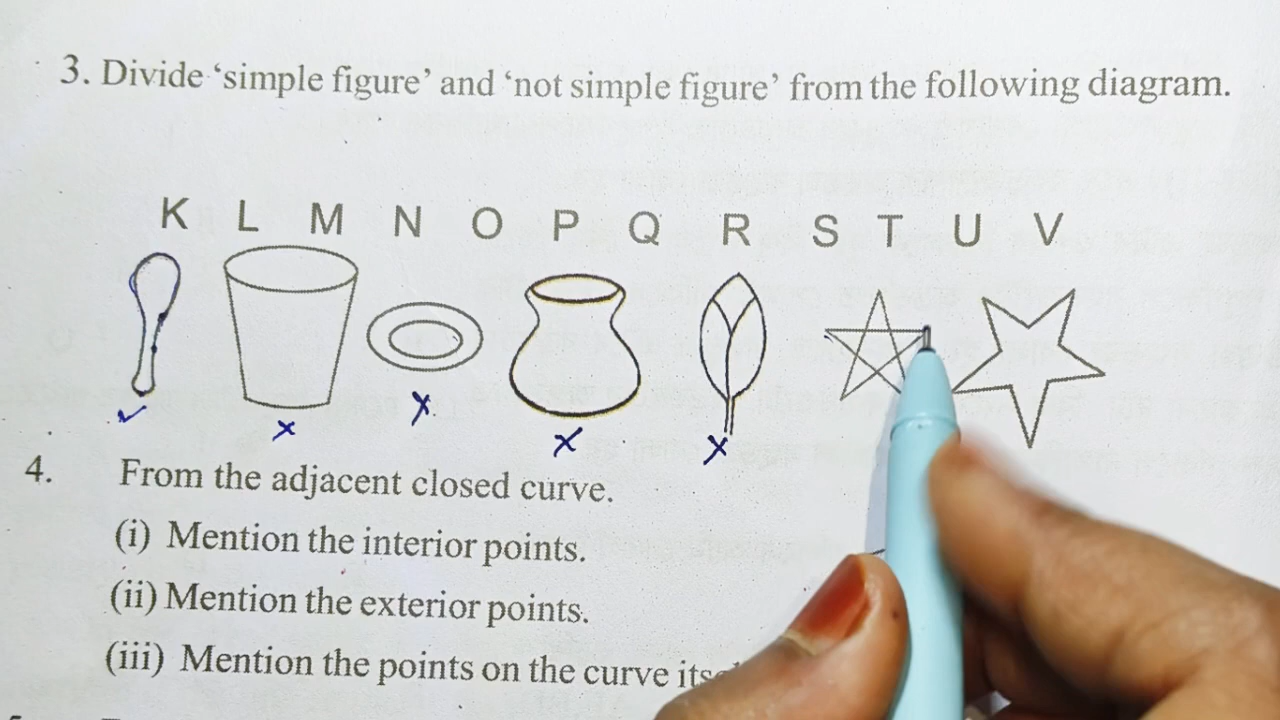 3. Divide ‘simple figure’ and ‘not simple figure’ from the following diagram.
K L M N O P Q R S T U V
4. From the adjacent closed curve.
(i) Mention the interior points.
(ii) Mention the exterior points.
(iii) Mention the points on the curve